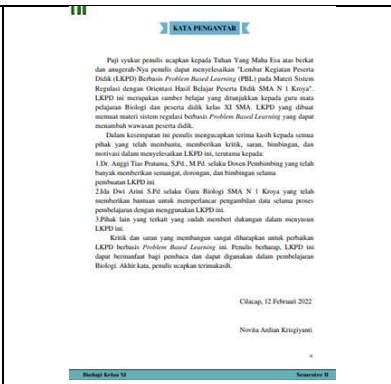 KATA PENGANTAR
Puji syukur penulis ucapkan kepada Tuhan Yang Maha Esa atas berkat
dan anugerah-Nya penulis dapat menyelesaikan "Lembar Kegiatan Peserta
Didik (LKPD) Berbasis Problem Based Learning (PBL) pada Materi Sistem
Regulasi dengan Orientasi Hasil Belajar Peserta Didik SMA N 1 Kroya".
LKPD ini merupakan sumber belajar yang ditunjukkan kepada guru mata
pelajaran Biologi dan peserta didik kelas XI SMA. LKPD yang dibuat
memuat materi sistem regulasi berbasis Problem Based Learning yang dapat
menambah wawasan peserta didik.
Dalam kesempatan ini penulis mengucapkan terima kasih kepada semua
pihak yang telah membantu, memberikan kritik, saran, bimbingan, dan
motivasi dalam menyelesaikan LKPD ini, terutama kepada:
1.Dr. Anggi Tias Pratama, S,Pd., M.Pd. selaku Dosen Pembimbing yang telah
banyak memberikan semangat, dorongan, dan bimbingan selama
pembuatan LKPD ini.
2.Ida Dwi Arini S.Pd selaku Guru Biologi SMA N 1 Kroya yang telah
memberikan bantuan untuk memperlancar pengambilan data selama proses
pembelajaran dengan menggunakan LKPD ini.
3.Pihak lain yang terkait yang sudah memberi dukungan dalam menyusun
LKPD ini.
Kritik dan saran yang membangun sangat diharapkan untuk perbaikan
LKPD berbasis Problem Based Learning ini. Penulis berharap, LKPD ini
dapat bermanfaat bagi pembaca dan dapat digunakan dalam pembelajaran
Biologi. Akhir kata, penulis ucapkan terimakasih.
Cilacap, 12 Februari 2022
Novita Ardian Krisgiyanti
ii
Biologi Kelas XI Semester II